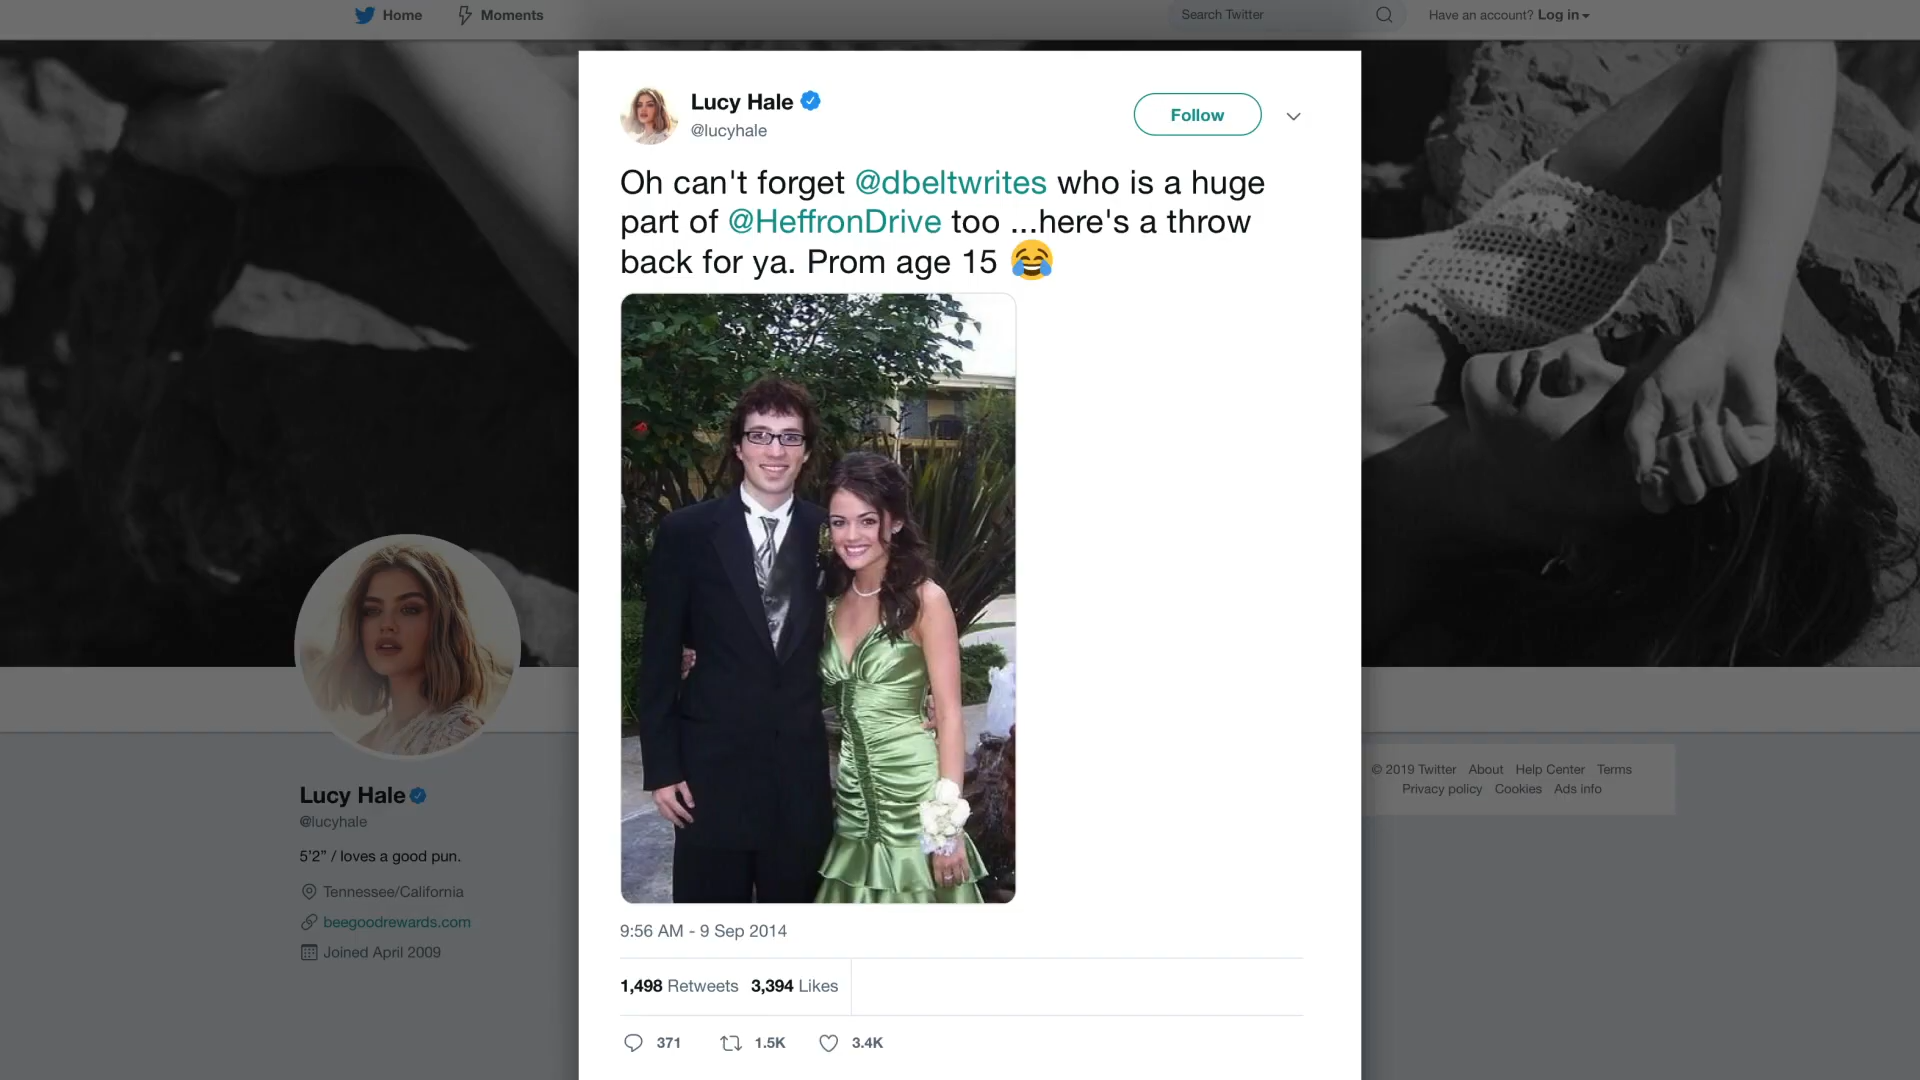 Home
Moments
Search Twitter
Have an account? Log in
Lucy Hale
@lucyhale
Follow
Oh can't forget @dbeltwrites who is a huge
part of @HeffronDrive too ...here's a throw
back for ya. Prom age 15 😂
9:56 AM - 9 Sep 2014
1,498 Retweets 3,394 Likes
371 1.5K 3.4K
Lucy Hale
@lucyhale
5'2” / loves a good pun.
Tennessee/California
beegoodrewards.com
Joined April 2009
© 2019 Twitter About Help Center Terms
Privacy policy Cookies Ads info